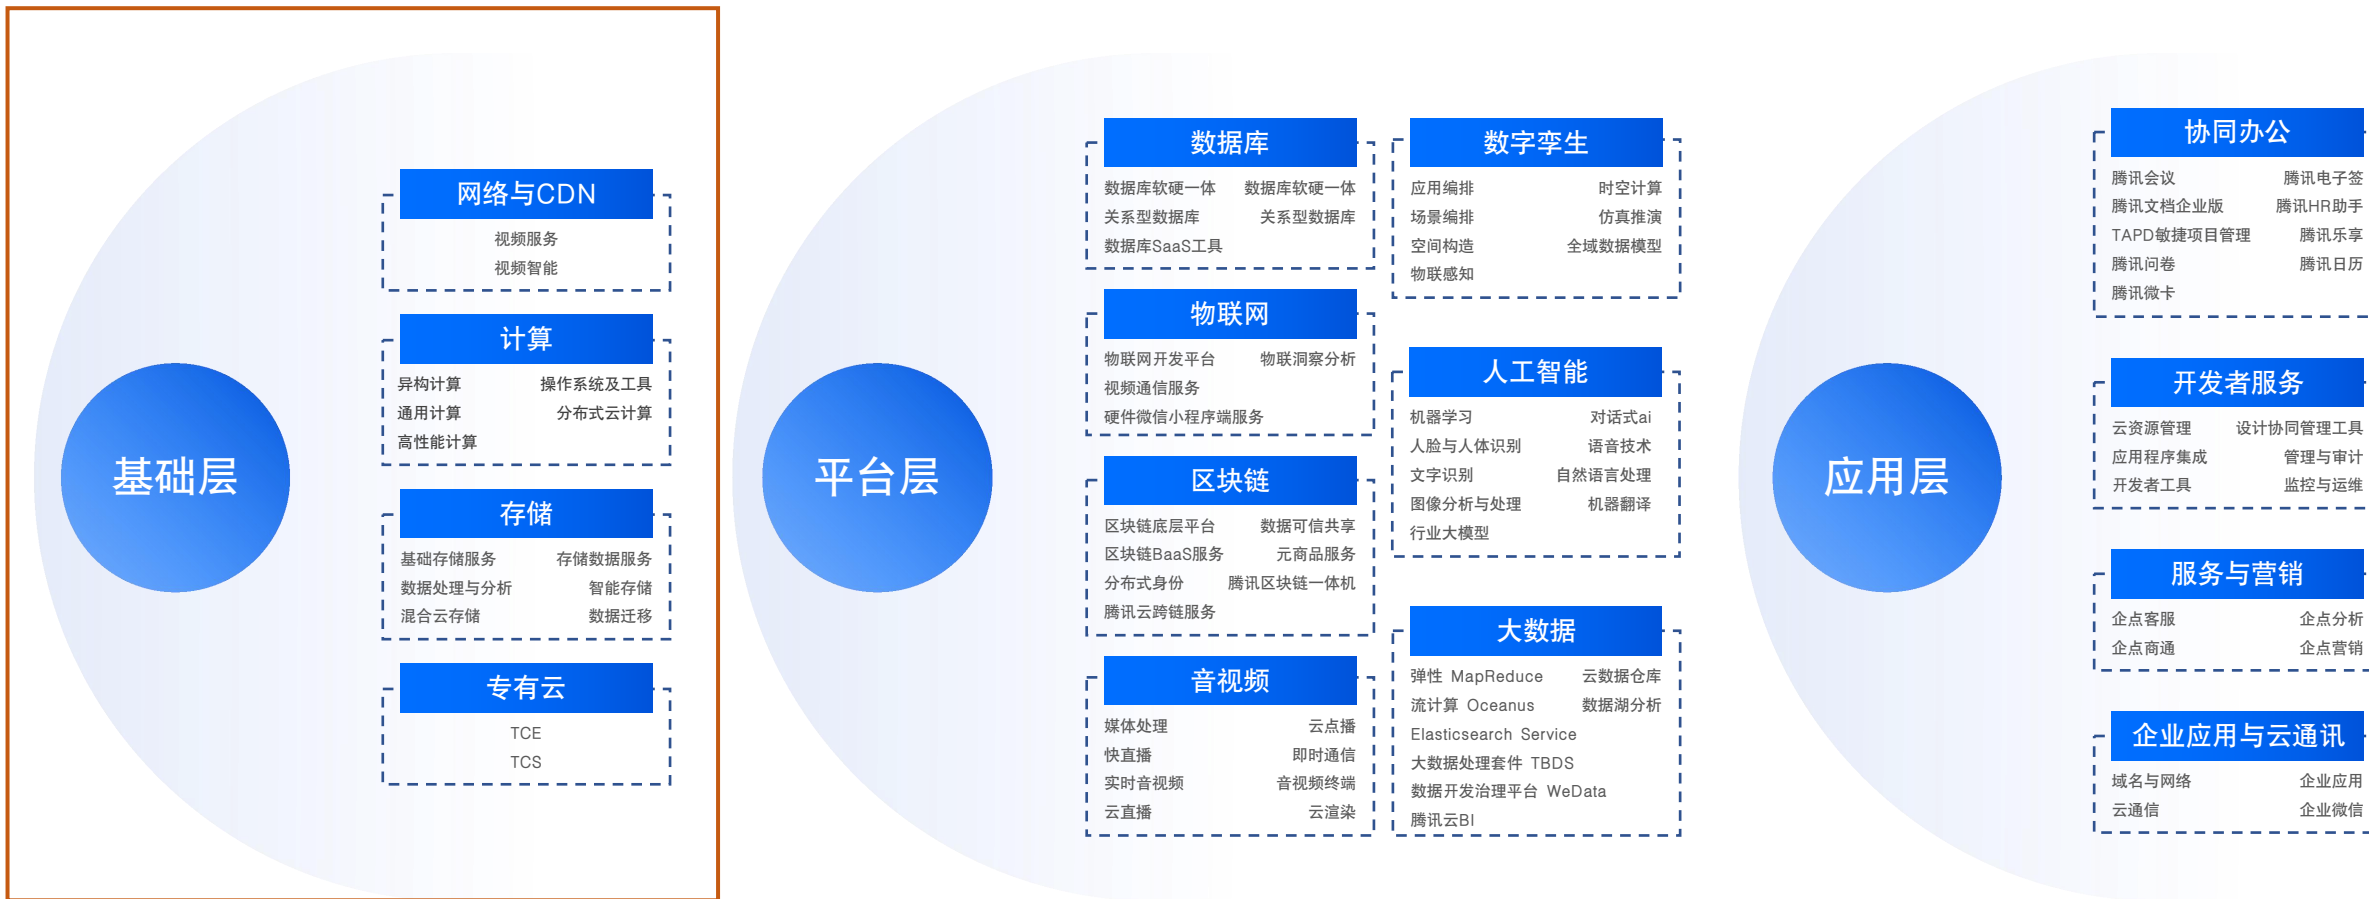 基础层
网络与CDN
视频服务
视频智能
计算
异构计算 操作系统及工具
通用计算 分布式云计算
高性能计算
存储
基础存储服务 存储数据服务
数据处理与分析 智能存储
混合云存储 数据迁移
专有云
TCE
TCS
平台层
数据库
数据库软硬一体 数据库软硬一体
关系型数据库 关系型数据库
数据库SaaS工具
物联网
物联网开发平台 物联洞察分析
视频通信服务
硬件微信小程序端服务
区块链
区块链底层平台 数据可信共享
区块链BaaS服务 元商品服务
分布式身份 腾讯区块链一体机
腾讯云跨链服务
音视频
媒体处理 云点播
快直播 即时通信
实时音视频 音视频终端
云直播 云渲染
数字孪生
应用编排 时空计算
场景编排 仿真推演
空间构造 全域数据模型
物联感知
人工智能
机器学习 对话式ai
人脸与人体识别 语音技术
文字识别 自然语言处理
图像分析与处理 机器翻译
行业大模型
大数据
弹性 MapReduce 云数据仓库
流计算 Oceanus 数据湖分析
Elasticsearch Service
大数据处理套件 TBDS
数据开发治理平台 WeData
腾讯云BI
应用层
协同办公
腾讯会议 腾讯电子签
腾讯文档企业版 腾讯HR助手
TAPD敏捷项目管理 腾讯乐享
腾讯问卷 腾讯日历
腾讯微卡
开发者服务
云资源管理 设计协同管理工具
应用程序集成 管理与审计
开发者工具 监控与运维
服务与营销
企点客服 企点分析
企点商通 企点营销
企业应用与云通讯
域名与网络 企业应用
云通信 企业微信